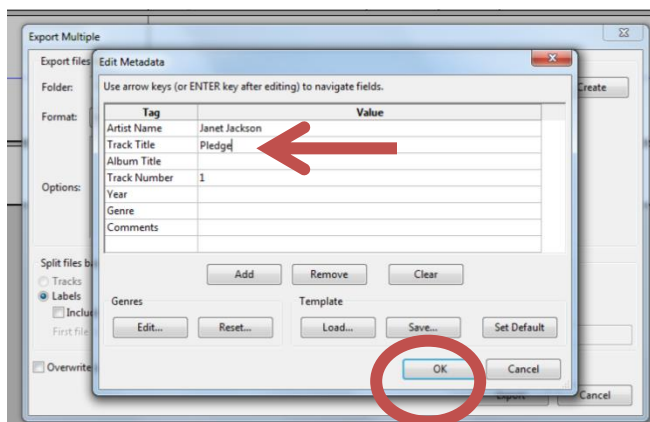 Export Multiple
Export files
Edit Metadata
Folder:
Use arrow keys (or ENTER key after editing) to navigate fields.
Create
Format:
Tag Value
Artist Name Janet Jackson
Track Title Pledge
Album Title
Track Number 1
Options:
Year
Genre
Comments
Split files b
Add Remove Clear
Tracks
Labels
Genres Template
Includ
Edit... Reset... Load... Save... Set Default
First file
Overwrite
OK Cancel
Export Cancel